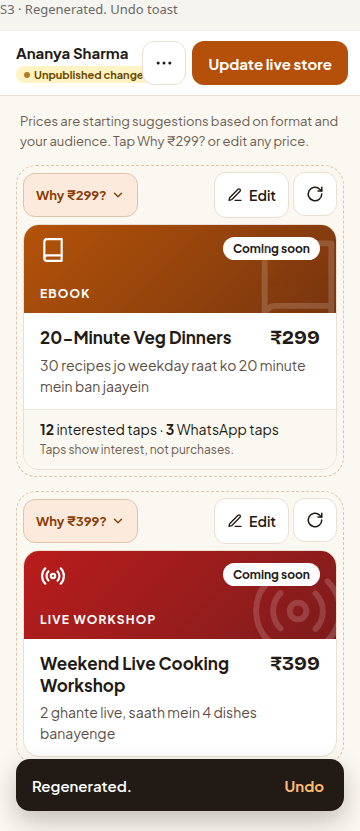 S3 · Regenerated. Undo toast
Ananya Sharma
Unpublished change
Update live store
Prices are starting suggestions based on format and
your audience. Tap Why ₹299? or edit any price.
Why ₹299?
Edit
Coming soon
EBOOK
20-Minute Veg Dinners
₹299
30 recipes jo weekday raat ko 20 minute
mein ban jaayein
12 interested taps · 3 WhatsApp taps
Taps show interest, not purchases.
Why ₹399?
Edit
Coming soon
LIVE WORKSHOP
Weekend Live Cooking
Workshop
₹399
2 ghante live, saath mein 4 dishes
banayenge
Regenerated.
Undo